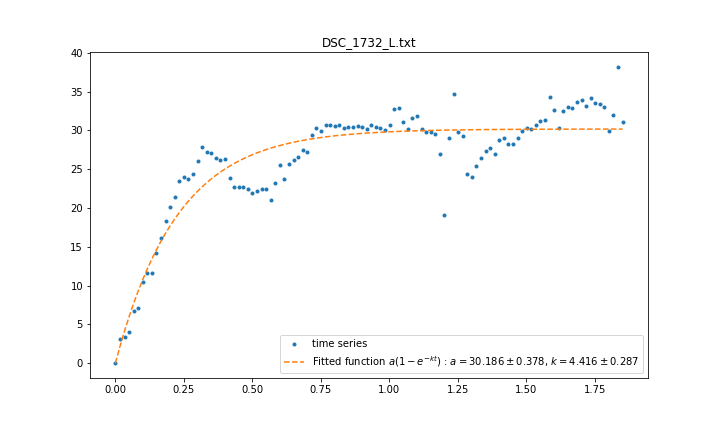 DSC_1732_L.txt
40
35
30
25
20
15
10
5
0
0.00 0.25 0.50 0.75 1.00 1.25 1.50 1.75
time series
Fitted function a(1 − e^{−kt}) : a = 30.186 ± 0.378, k = 4.416 ± 0.287